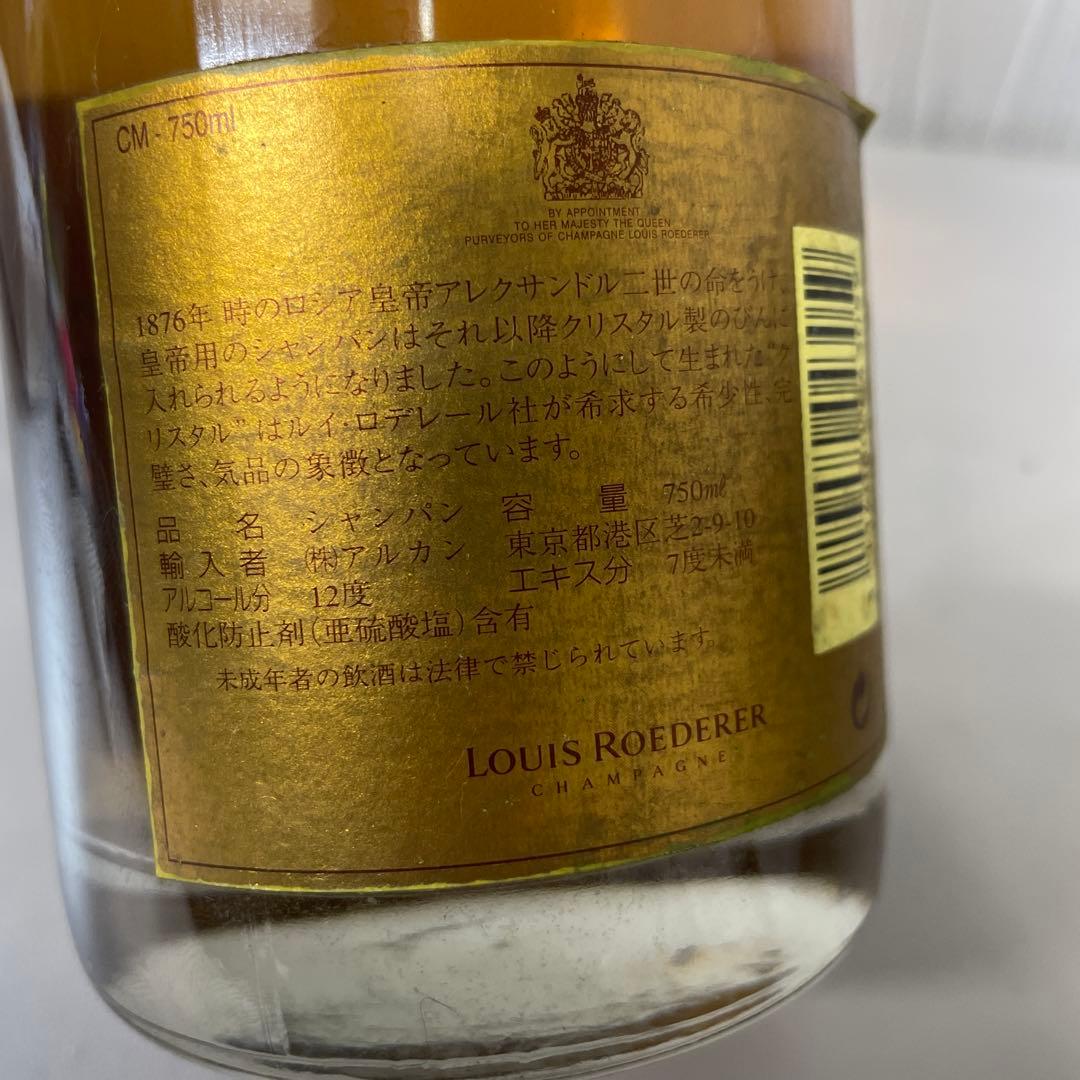 CM - 750ml
BY APPOINTMENT
TO HER MAJESTY THE QUEEN
PURVEYORS OF CHAMPAGNE LOUIS ROEDERER
1876年 時のロシア皇帝アレクサンドル二世の命をうけ、
皇帝用のシャンパンはそれ以降クリスタル製のびんに
入れられるようになりました。このようにして生まれた“ク
リスタル”はルイ・ロデレール社が希求する希少性、完
璧さ、気品の象徴となっています。
品 名 シャンパン 容 量 750ml
輸入者 (株)アルカン 東京都港区芝2-9-10
アルコール分 12度 エキス分 7度未満
酸化防止剤(亜硫酸塩)含有
未成年者の飲酒は法律で禁じられています。
LOUIS ROEDERER
CHAMPAGNE